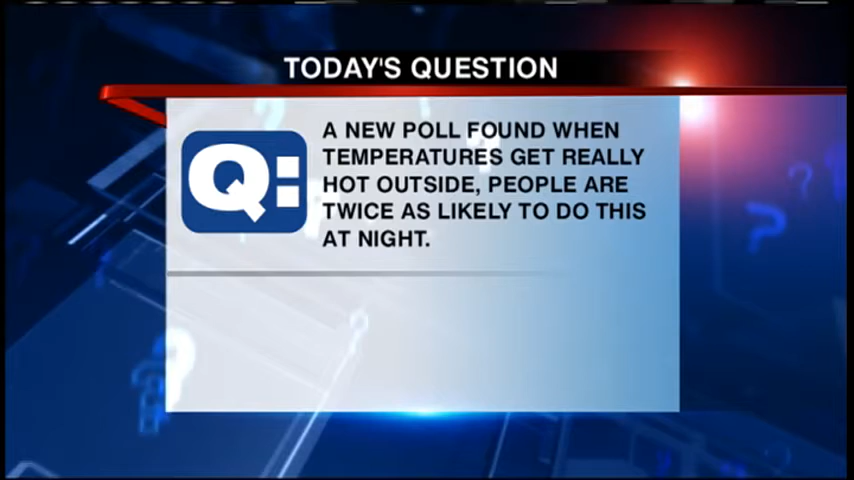 TODAY'S QUESTION
Q:
A NEW POLL FOUND WHEN
TEMPERATURES GET REALLY
HOT OUTSIDE, PEOPLE ARE
TWICE AS LIKELY TO DO THIS
AT NIGHT.